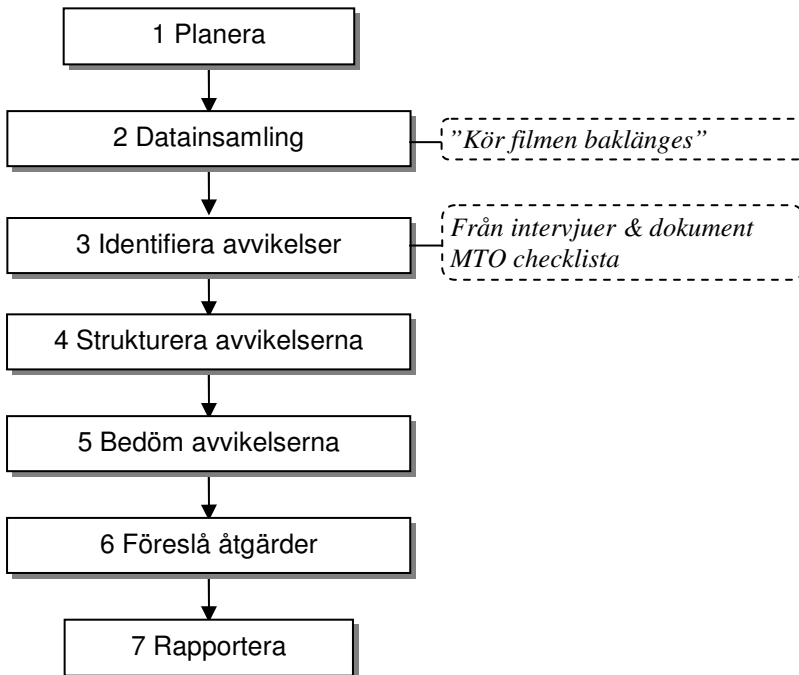 1 Planera
2 Datainsamling
”Kör filmen baklänges”
3 Identifiera avvikelser
Från intervjuer & dokument
MTO checklista
4 Strukturera avvikelserna
5 Bedöm avvikelserna
6 Föreslå åtgärder
7 Rapportera